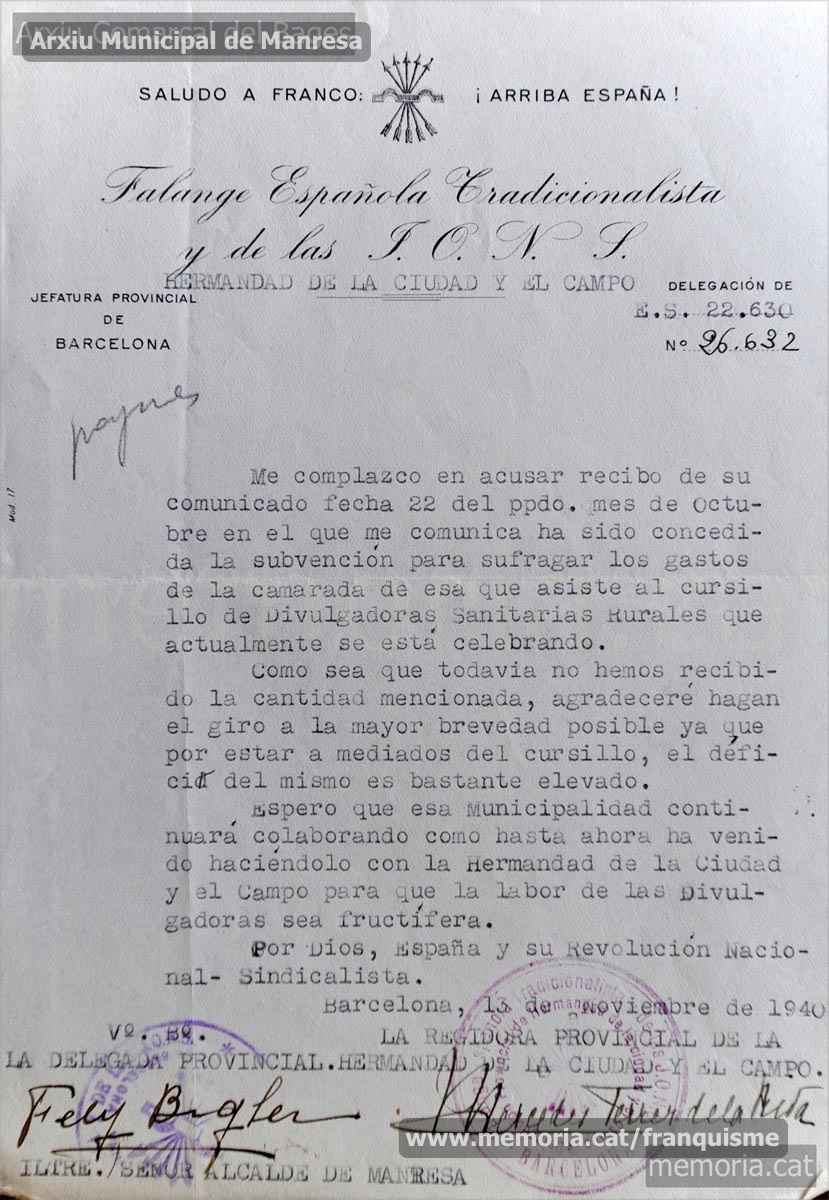 Arxiu Comarcal del Bages
Arxiu Municipal de Manresa
SALUDO A FRANCO: ¡ ARRIBA ESPAÑA !
Falange Española Tradicionalista
y de las J. O. N. S.
HERMANDAD DE LA CIUDAD Y EL CAMPO
JEFATURA PROVINCIAL
DE
BARCELONA
DELEGACIÓN DE
E.S. 22.630
Nº 26.632
Mod 17
Me complazco en acusar recibo de su
comunicado fecha 22 del ppdo. mes de Octu-
bre en el que me comunica ha sido concedi-
da la subvención para sufragar los gastos
de la camarada de esa que asiste al cursi-
llo de Divulgadoras Sanitarias Rurales que
actualmente se está celebrando.
Como sea que todavia no hemos recibi-
do la cantidad mencionada, agradeceré hagan
el giro a la mayor brevedad posible ya que
por estar a mediados del cursillo, el défi-
cit del mismo es bastante elevado.
Espero que esa Municipalidad conti-
nuará colaborando como hasta ahora ha veni-
do haciéndolo con la Hermandad de la Ciudad
y el Campo para que la labor de las Divul-
gadoras sea fructífera.
Por Dios, España y su Revolución Nacio-
nal- Sindicalista.
Barcelona, 13 de Noviembre de 1940
Vº. Bº.
LA DELEGADA PROVINCIAL.
LA REGIDORA PROVINCIAL DE LA
HERMANDAD DE LA CIUDAD Y EL CAMPO.
Fely Bigler
BARCELONA
ILTRE. SEÑOR ALCALDE DE MANRESA
www.memoria.cat/franquisme
memoria.cat